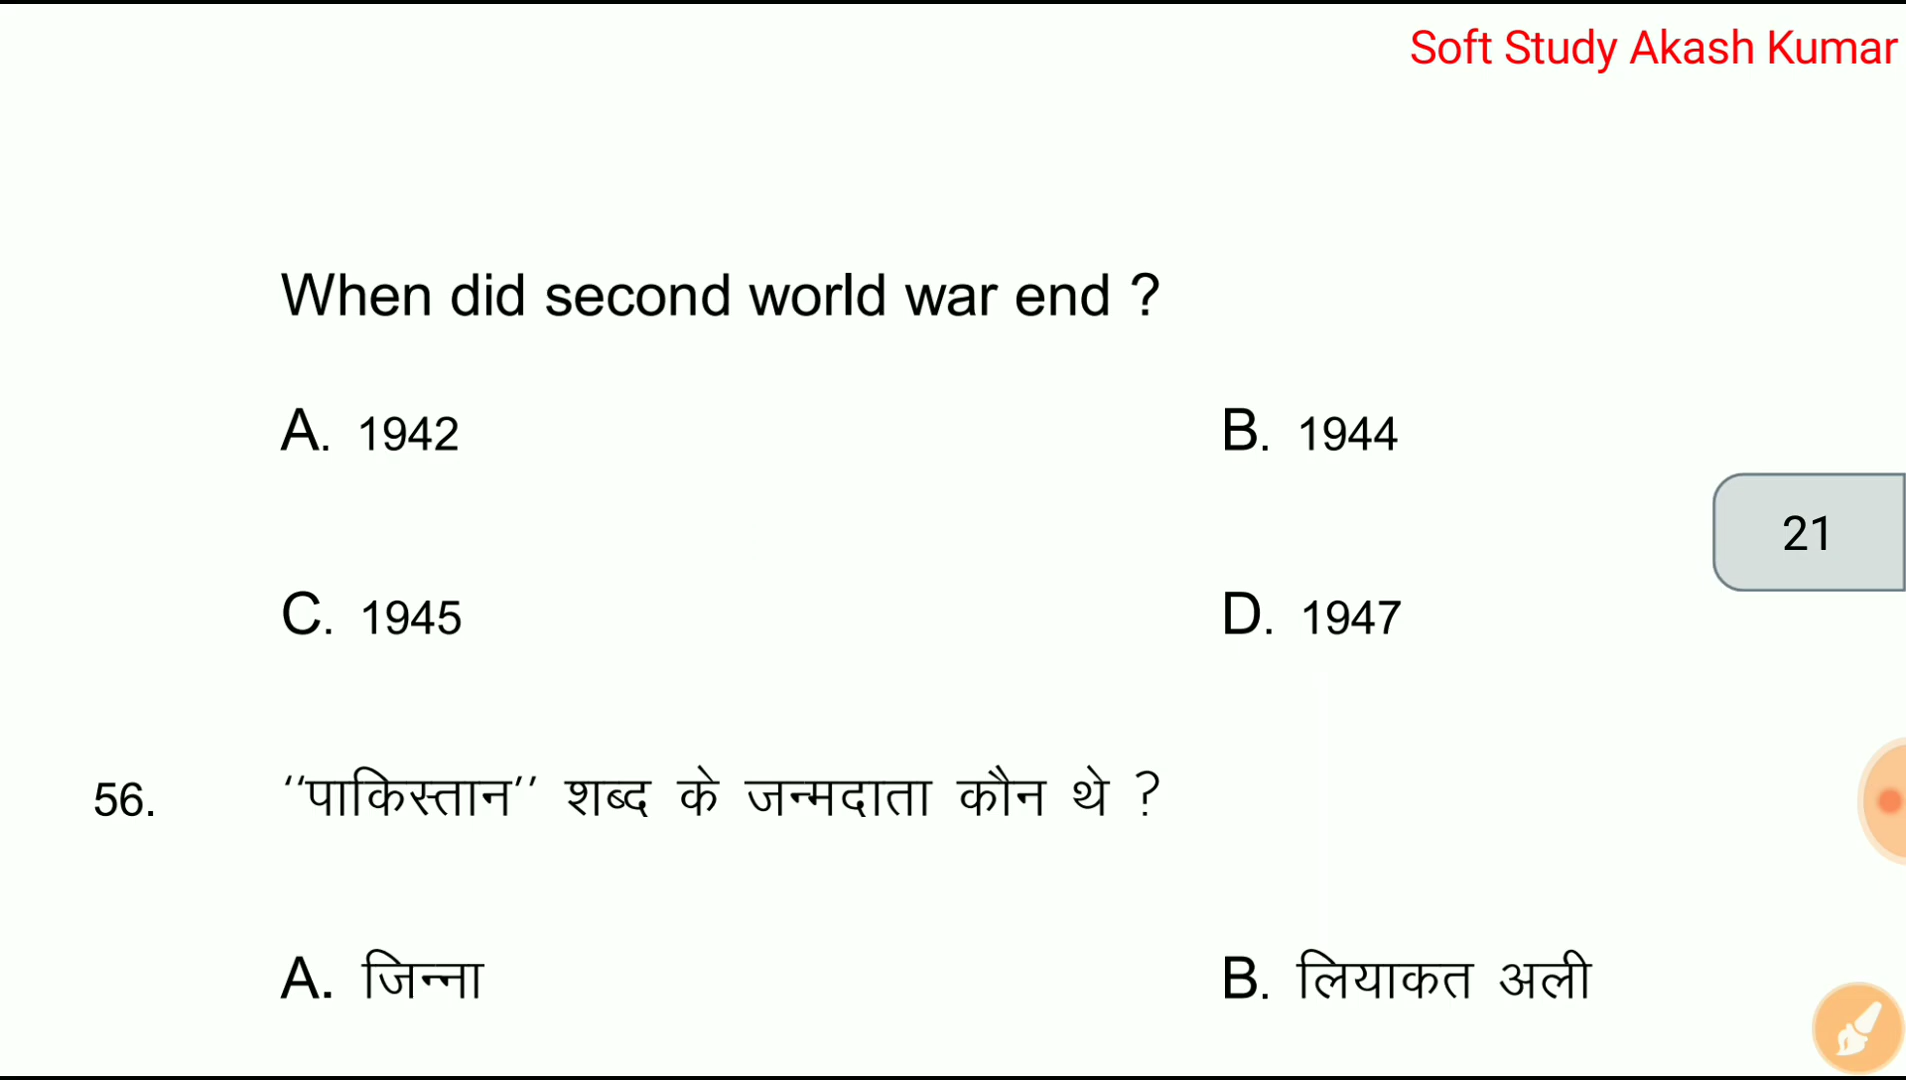 Soft Study Akash Kumar
When did second world war end ?
A. 1942 B. 1944
21
C. 1945 D. 1947
56. ‘‘पाकिस्तान’’ शब्द के जन्मदाता कौन थे ?
A. जिन्ना B. लियाकत अली